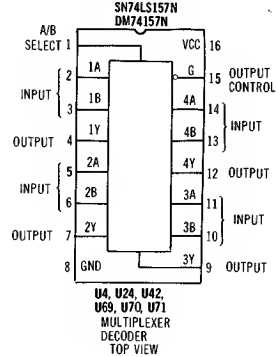 SN74LS157N
DM74157N
A/B
SELECT 1
VCC 16
2 1A
G 15 OUTPUT
CONTROL
INPUT
3 1B
4A 14
INPUT
4B 13
OUTPUT 4 1Y
4Y 12 OUTPUT
5 2A
INPUT
6 2B
3A 11
INPUT
3B 10
OUTPUT 7 2Y
8 GND
3Y 9 OUTPUT
U4, U24, U42,
U69, U70, U71
MULTIPLEXER
DECODER
TOP VIEW